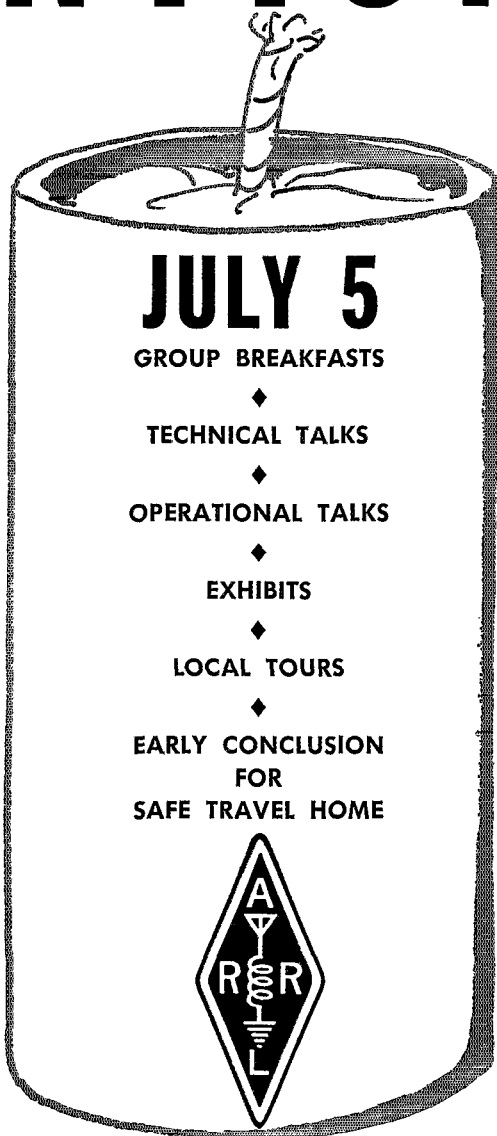 JULY 5
GROUP BREAKFASTS
TECHNICAL TALKS
OPERATIONAL TALKS
EXHIBITS
LOCAL TOURS
EARLY CONCLUSION
FOR
SAFE TRAVEL HOME
A
R R
L